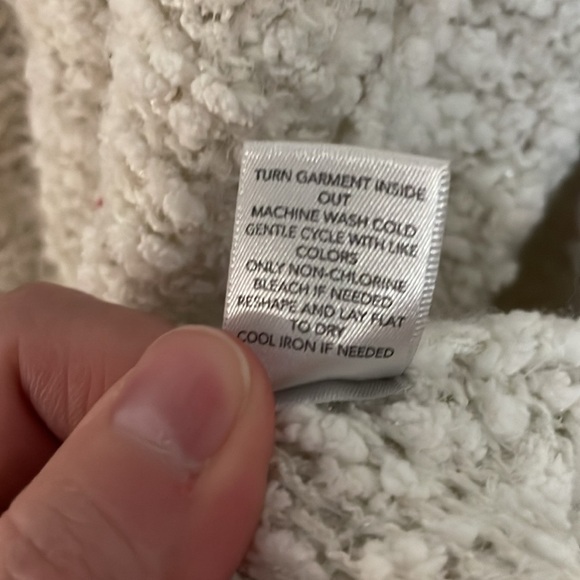 TURN GARMENT INSIDE
OUT
MACHINE WASH COLD
GENTLE CYCLE WITH LIKE
COLORS
ONLY NON-CHLORINE
BLEACH IF NEEDED
RESHAPE AND LAY FLAT
TO DRY
COOL IRON IF NEEDED